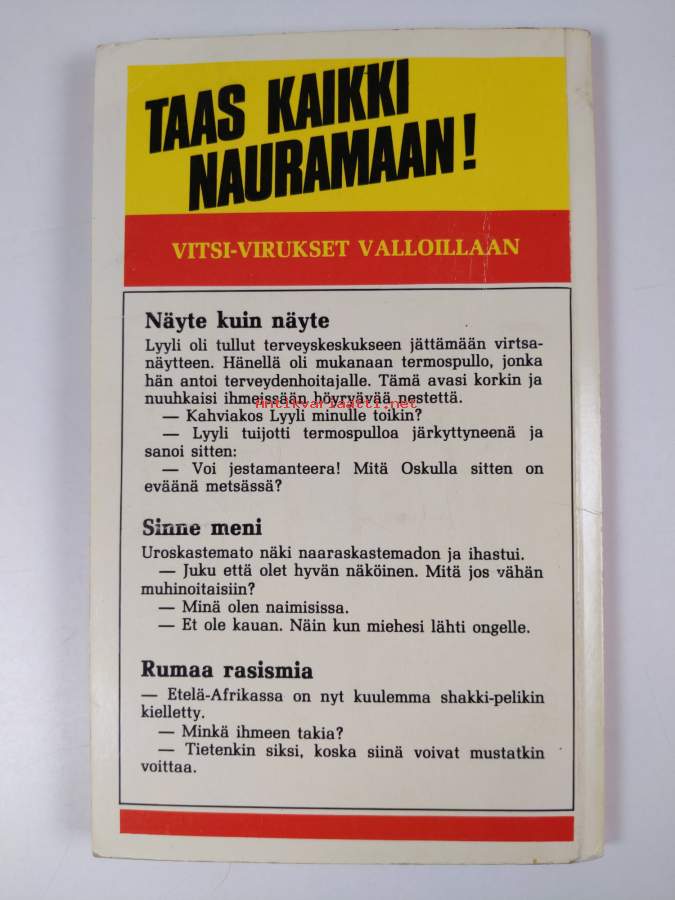 TAAS KAIKKI
NAURAMAAN!
VITSI-VIRUKSET VALLOILLAAN
Näyte kuin näyte
Lyyli oli tullut terveyskeskukseen jättämään virtsa-
näytteen. Hänellä oli mukanaan termospullo, jonka
hän antoi terveydenhoitajalle. Tämä avasi korkin ja
nuuhkaisi ihmeissään höyryävää nestettä.
Antikvariaatti.net
— Kahviakos Lyyli minulle toikin?
— Lyyli tuijotti termospulloa järkyttyneenä ja
sanoi sitten:
— Voi jestamanteera! Mitä Oskulla sitten on
eväänä metsässä?
Sinne meni
Uroskastemato näki naaraskastemadon ja ihastui.
— Juku että olet hyvän näköinen. Mitä jos vähän
muhinoitaisiin?
— Minä olen naimisissa.
— Et ole kauan. Näin kun miehesi lähti ongelle.
Rumaa rasismia
— Etelä-Afrikassa on nyt kuulemma shakki-pelikin
kielletty.
— Minkä ihmeen takia?
— Tietenkin siksi, koska siinä voivat mustatkin
voittaa.